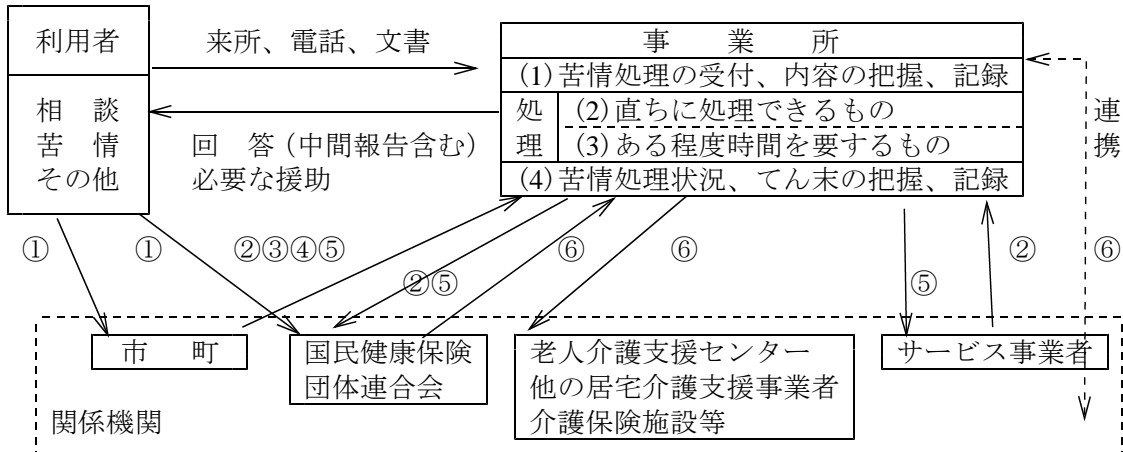 利用者
来所、電話、文書
事業所
(1)苦情処理の受付、内容の把握、記録
相談
苦情
その他
回答(中間報告含む)
必要な援助
処理
(2)直ちに処理できるもの
(3)ある程度時間を要するもの
(4)苦情処理状況、てん末の把握、記録
連携
①
①
②③④⑤
②⑤
⑥
⑥
⑤
②
⑥
市町
国民健康保険
団体連合会
老人介護支援センター
他の居宅介護支援事業者
介護保険施設等
サービス事業者
関係機関